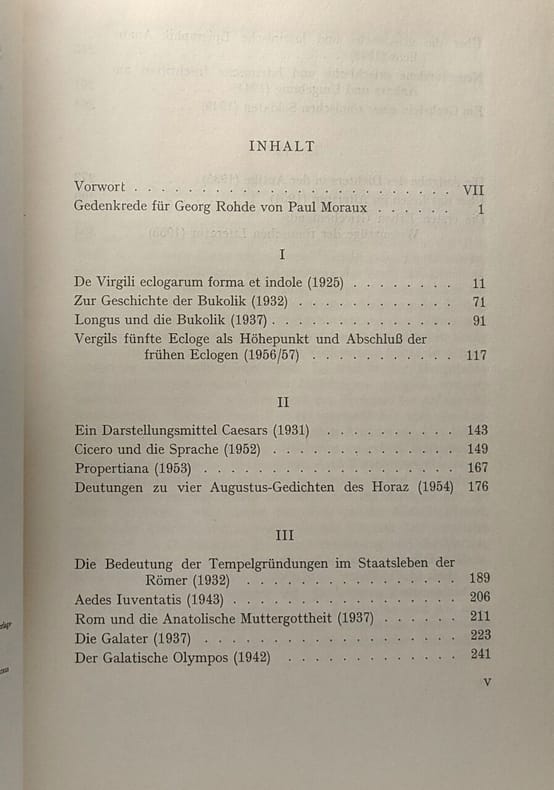 INHALT
Vorwort . . . . . . . . . . . . . . . . . . . . . . . . VII
Gedenkrede für Georg Rohde von Paul Moraux . . . . . . 1
I
De Virgili eclogarum forma et indole (1925) . . . . . . . . 11
Zur Geschichte der Bukolik (1932) . . . . . . . . . . . . 71
Longus und die Bukolik (1937) . . . . . . . . . . . . . . 91
Vergils fünfte Ecloge als Höhepunkt und Abschluß der
frühen Eclogen (1956/57) . . . . . . . . . . . 117
II
Ein Darstellungsmittel Caesars (1931) . . . . . . . . . . 143
Cicero und die Sprache (1952) . . . . . . . . . . . . . . 149
Propertiana (1953) . . . . . . . . . . . . . . . . . . . 167
Deutungen zu vier Augustus-Gedichten des Horaz (1954) 176
III
Die Bedeutung der Tempelgründungen im Staatsleben der
Römer (1932) . . . . . . . . . . . . . . . . 189
Aedes Iuventatis (1943) . . . . . . . . . . . . . . . . . 206
Rom und die Anatolische Muttergottheit (1937) . . . . . . 211
Die Galater (1937) . . . . . . . . . . . . . . . . . . . 223
Der Galatische Olympos (1942) . . . . . . . . . . . . . 241
V